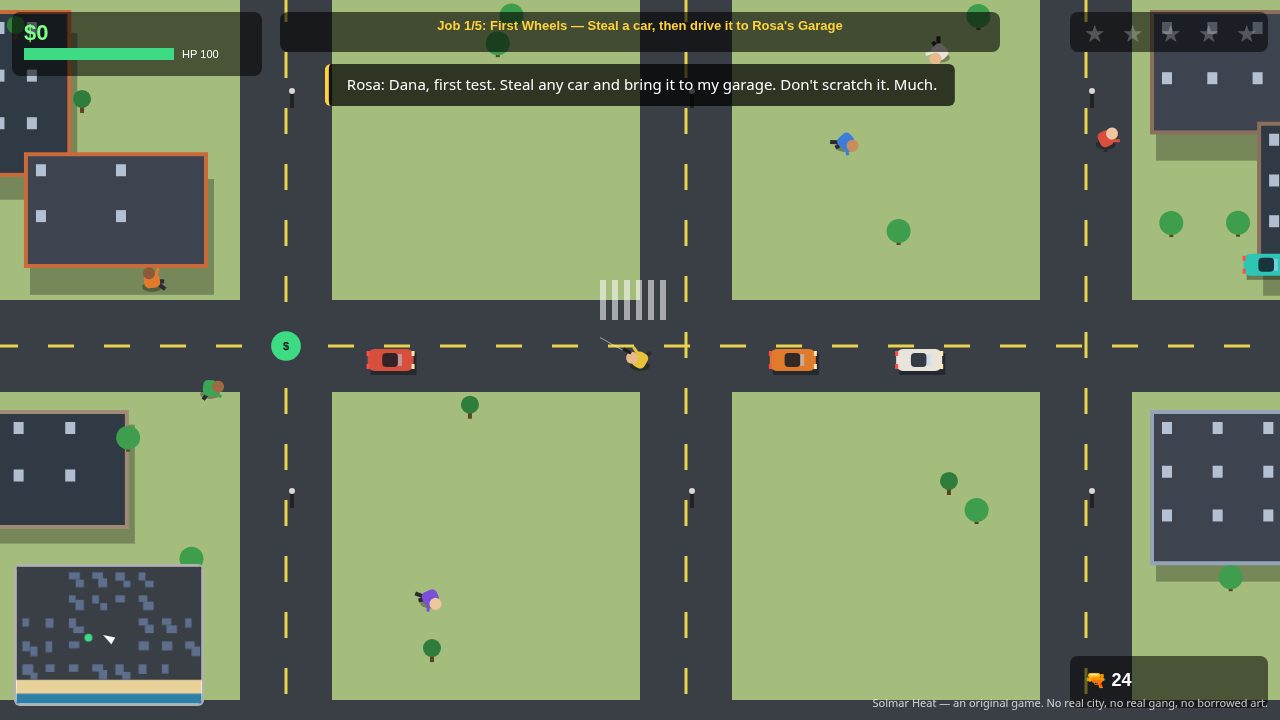 $0
HP 100
Job 1/5: First Wheels — Steal a car, then drive it to Rosa's Garage
Rosa: Dana, first test. Steal any car and bring it to my garage. Don't scratch it. Much.
$
24
Solmar Heat — an original game. No real city, no real gang, no borrowed art.